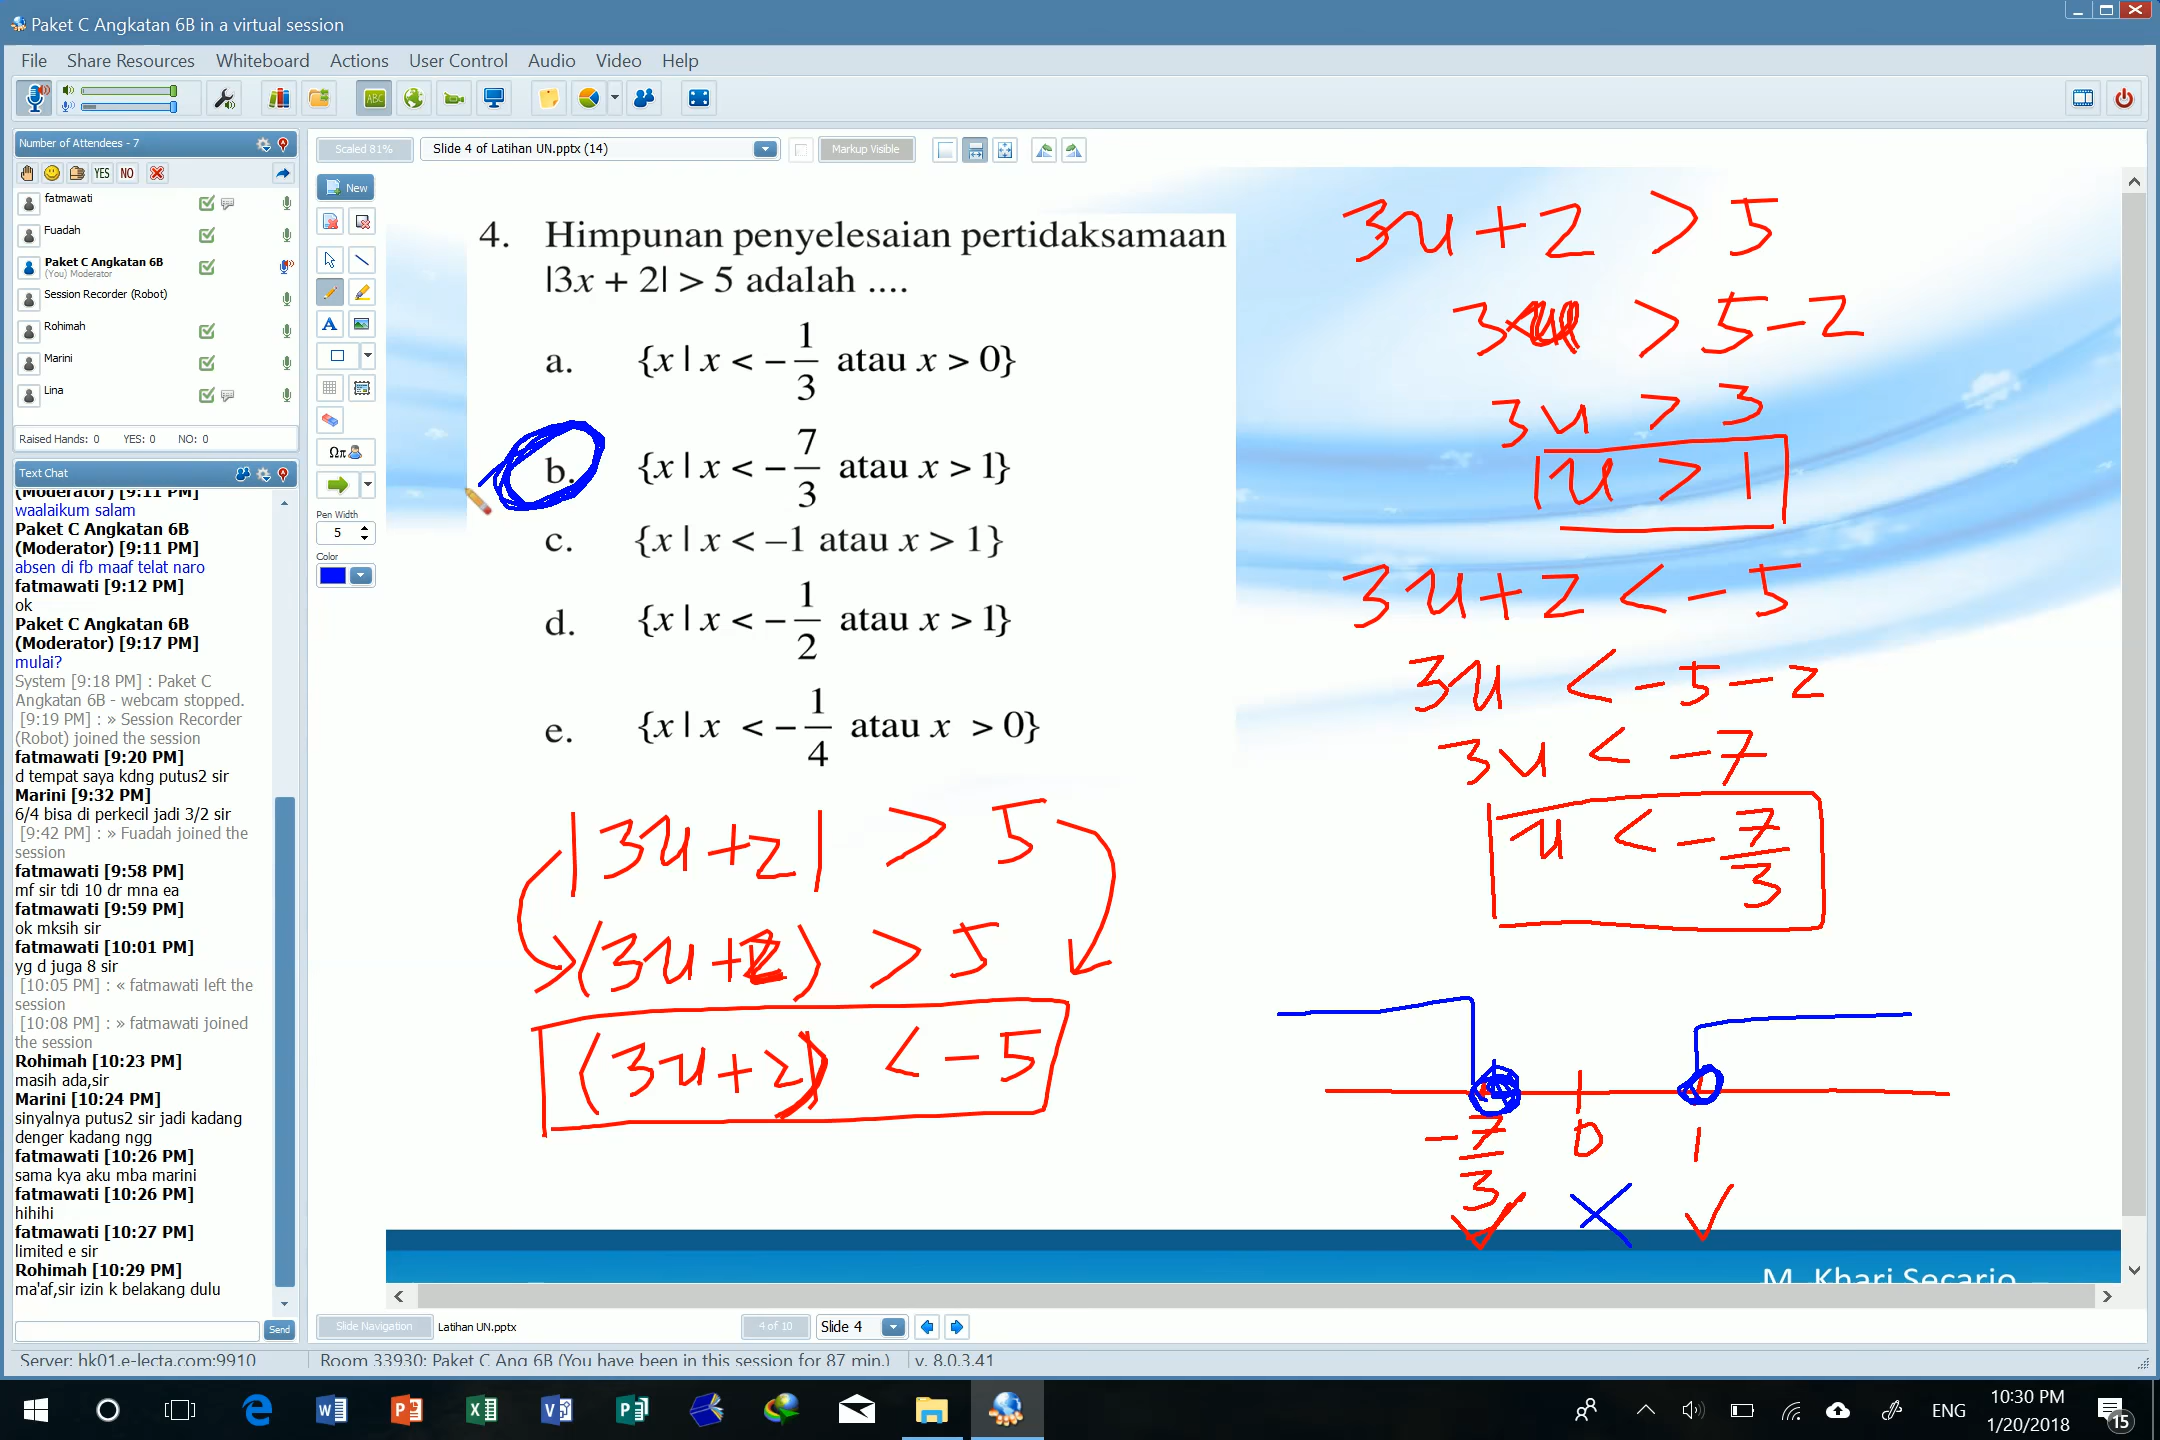 Paket C Angkatan 6B in a virtual session
File Share Resources Whiteboard Actions User Control Audio Video Help
Number of Attendees - 7
YES NO
fatmawati
Fuadah
Paket C Angkatan 6B
(You) Moderator
Session Recorder (Robot)
Rohimah
Marini
Lina
Raised Hands: 0 YES: 0 NO: 0
Text Chat
(Moderator) [9:11 PM]
waalaikum salam
Paket C Angkatan 6B
(Moderator) [9:11 PM]
absen di fb maaf telat naro
fatmawati [9:12 PM]
ok
Paket C Angkatan 6B
(Moderator) [9:17 PM]
mulai?
System [9:18 PM] : Paket C
Angkatan 6B - webcam stopped.
[9:19 PM] : » Session Recorder
(Robot) joined the session
fatmawati [9:20 PM]
d tempat saya kdng putus2 sir
Marini [9:32 PM]
6/4 bisa di perkecil jadi 3/2 sir
[9:42 PM] : » Fuadah joined the
session
fatmawati [9:58 PM]
mf sir tdi 10 dr mna ea
fatmawati [9:59 PM]
ok mksih sir
fatmawati [10:01 PM]
yg d juga 8 sir
[10:05 PM] : « fatmawati left the
session
[10:08 PM] : » fatmawati joined
the session
Rohimah [10:23 PM]
masih ada,sir
Marini [10:24 PM]
sinyalnya putus2 sir jadi kadang
denger kadang ngg
fatmawati [10:26 PM]
sama kya aku mba marini
fatmawati [10:26 PM]
hihihi
fatmawati [10:27 PM]
limited e sir
Rohimah [10:29 PM]
ma'af,sir izin k belakang dulu
Send
Scaled 81%
Slide 4 of Latihan UN.pptx (14)
Markup Visible
New
ABC
A
Ωπ
Pen Width
5
Color
4. Himpunan penyelesaian pertidaksamaan
|3x + 2| > 5 adalah ....
a. {x | x < – 1/3 atau x > 0}
b. {x | x < – 7/3 atau x > 1}
c. {x | x < –1 atau x > 1}
d. {x | x < – 1/2 atau x > 1}
e. {x | x < – 1/4 atau x > 0}
|3x+2| > 5
(3x+2) > 5
(3x+2) < -5
3x+2 > 5
3x > 5-2
3x > 3
x > 1
3x+2 < -5
3x < -5-2
3x < -7
x < -7/3
-7/3 0 1
M. Khari Secario
Slide Navigation
Latihan UN.pptx
4 of 10
Slide 4
Server: hk01.e-lecta.com:9910
Room 33930: Paket C Ang 6B (You have been in this session for 87 min.)
v. 8.0.3.41
ENG
10:30 PM
1/20/2018
15